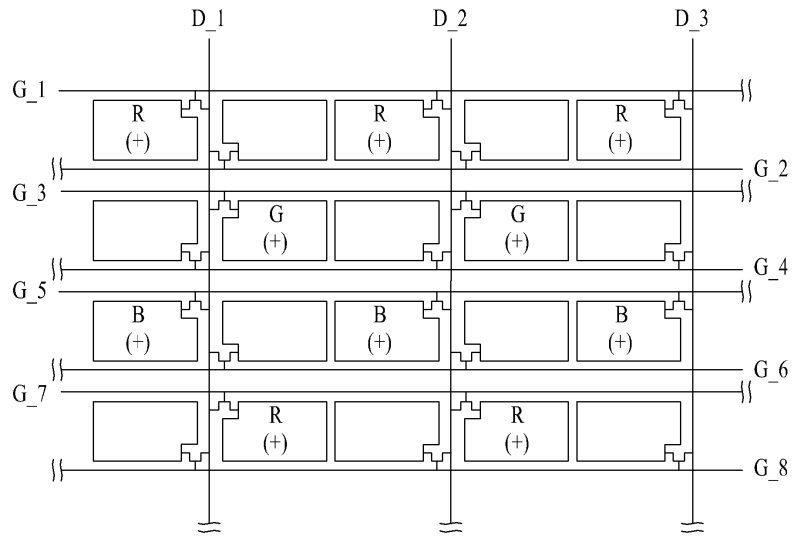 D_1 D_2 D_3
G_1
R R R
(+) (+) (+)
G_2
G_3
G G
(+) (+)
G_4
G_5
B B B
(+) (+) (+)
G_6
G_7
R R
(+) (+)
G_8